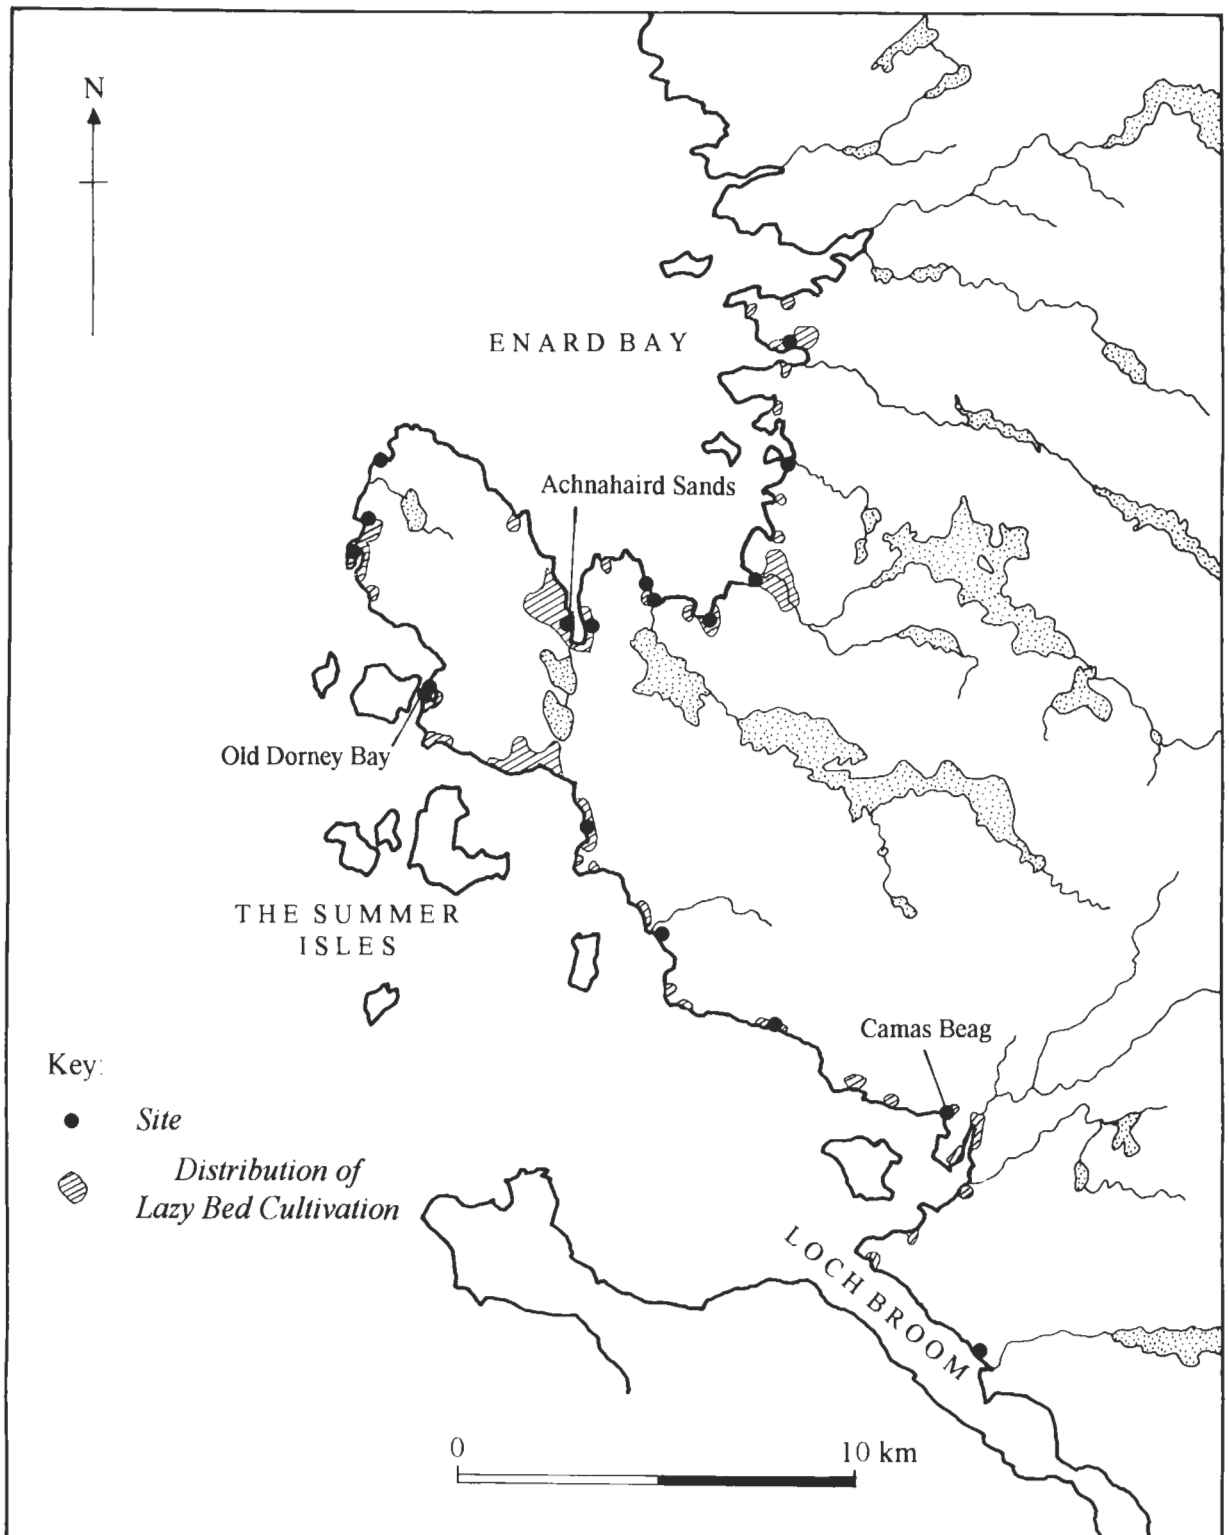 N
ENARD BAY
Achnahaird Sands
Old Dorney Bay
THE SUMMER
ISLES
Camas Beag
Key:
Site
Distribution of
Lazy Bed Cultivation
LOCH BROOM
0
10 km